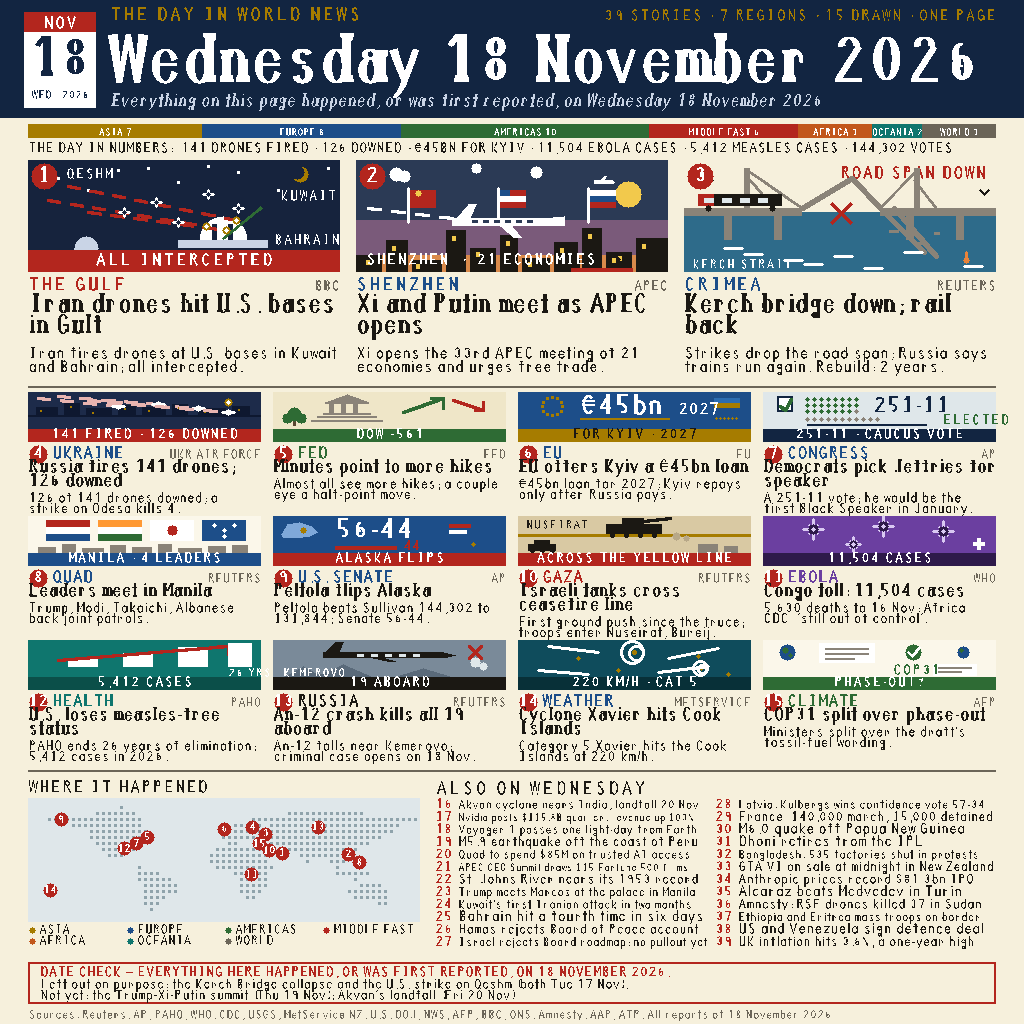 NOV
18
WED 2026
THE DAY IN WORLD NEWS
39 STORIES · 7 REGIONS · 15 DRAWN · ONE PAGE
Wednesday 18 November 2026
Everything on this page happened, or was first reported, on Wednesday 18 November 2026
ASIA 7
EUROPE 8
AMERICAS 10
MIDDLE EAST 6
AFRICA 3
OCEANIA 2
WORLD 3
THE DAY IN NUMBERS: 141 DRONES FIRED · 126 DOWNED · €45BN FOR KYIV · 11,504 EBOLA CASES · 5,412 MEASLES CASES · 144,302 VOTES
1
QESHM
KUWAIT
BAHRAIN
ALL INTERCEPTED
THE GULF
BBC
Iran drones hit U.S. bases
in Gulf
Iran fires drones at U.S. bases in Kuwait
and Bahrain; all intercepted.
2
SHENZHEN · 21 ECONOMIES
SHENZHEN
APEC
Xi and Putin meet as APEC
opens
Xi opens the 33rd APEC meeting of 21
economies and urges free trade.
3
ROAD SPAN DOWN
KERCH STRAIT
CRIMEA
REUTERS
Kerch bridge down; rail
back
Strikes drop the road span; Russia says
trains run again. Rebuild: 2 years.
141 FIRED · 126 DOWNED
4 UKRAINE
UKR AIR FORCE
Russia fires 141 drones;
126 downed
126 of 141 drones downed; a
strike on Odesa kills 4.
DOW -561
5 FED
FED
Minutes point to more hikes
Almost all see more hikes; a couple
eye a half-point move.
€45bn 2027
FOR KYIV · 2027
6 EU
EU
EU offers Kyiv a €45bn loan
€45bn loan for 2027; Kyiv repays
only after Russia pays.
251-11
ELECTED
251-11 · CAUCUS VOTE
7 CONGRESS
AP
Democrats pick Jeffries for
speaker
A 251-11 vote; he would be the
first Black Speaker in January.
MANILA · 4 LEADERS
8 QUAD
REUTERS
Leaders meet in Manila
Trump, Modi, Takaichi, Albanese
back joint patrols.
56-44
ALASKA FLIPS
9 U.S. SENATE
AP
Peltola flips Alaska
Peltola beats Sullivan 144,302 to
131,844; Senate 56-44.
NUSEIRAT
ACROSS THE YELLOW LINE
10 GAZA
REUTERS
Israeli tanks cross
ceasefire line
First ground push since the truce;
troops enter Nuseirat, Bureij.
11,504 CASES
11 EBOLA
WHO
Congo toll: 11,504 cases
5,630 deaths to 16 Nov; Africa
CDC "still out of control".
26 YRS
5,412 CASES
12 HEALTH
PAHO
U.S. loses measles-free
status
PAHO ends 26 years of elimination;
5,412 cases in 2026.
KEMEROVO
19 ABOARD
13 RUSSIA
REUTERS
An-12 crash kills all 19
aboard
An-12 falls near Kemerovo;
criminal case opens on 18 Nov.
220 KM/H · CAT 5
14 WEATHER
METSERVICE
Cyclone Xavier hits Cook
Islands
Category 5 Xavier hits the Cook
Islands at 220 km/h.
COP31
PHASE-OUT?
15 CLIMATE
AFP
COP31 split over phase-out
Ministers split over the draft's
fossil-fuel wording.
WHERE IT HAPPENED
ASIA
EUROPE
AMERICAS
MIDDLE EAST
AFRICA
OCEANIA
WORLD
ALSO ON WEDNESDAY
16 Akvan cyclone nears India, landfall 20 Nov
17 Nvidia posts
18 Voyager 1 passes one light-day from Earth
19 M5.9 earthquake off the coast of Peru
20 Quad to spend $85M on trusted AI access
21 APEC CEO Summit draws
22 St Johns River nears its 1953 record
23 Trump meets Marcos at the palace in Manila
24 Kuwait's first Iranian attack in two months
25 Bahrain hit a fourth time in six days
26 Hamas rejects Board of Peace account
27 Israel rejects Board roadmap: no pullout yet
28 Latvia: Kulbergs wins confidence vote 57-34
29 France: 140,000 march, 15,000 detained
30 M6.0 quake off Papua New Guinea
31 Dhoni retires from the IPL
32 Bangladesh: 535 factories shut in protests
33 GTA VI on sale at midnight in New Zealand
34 Anthropic prices record $81.3bn IPO
35 Alcaraz beats Medvedev in Turin
36 Amnesty: RSF drones killed 37 in Sudan
37 Ethiopia and Eritrea mass troops on border
38 US and Venezuela sign defence deal
39 UK inflation hits 3.6%, a one-year high
DATE CHECK — EVERYTHING HERE HAPPENED, OR WAS FIRST REPORTED, ON 18 NOVEMBER 2026.
Left out on purpose: the Kerch Bridge collapse and the U.S. strike on Qeshm (both Tue 17 Nov).
Not yet: the Trump-Xi-Putin summit (Thu 19 Nov); Akvan's landfall (Fri 20 Nov)
Sources: Reuters, AP, PAHO, WHO, CDC, USGS, MetService NZ, U.S. DOJ, NWS, AFP, BBC, ONS, Amnesty, AAP, ATP. All reports of 18 November 2026